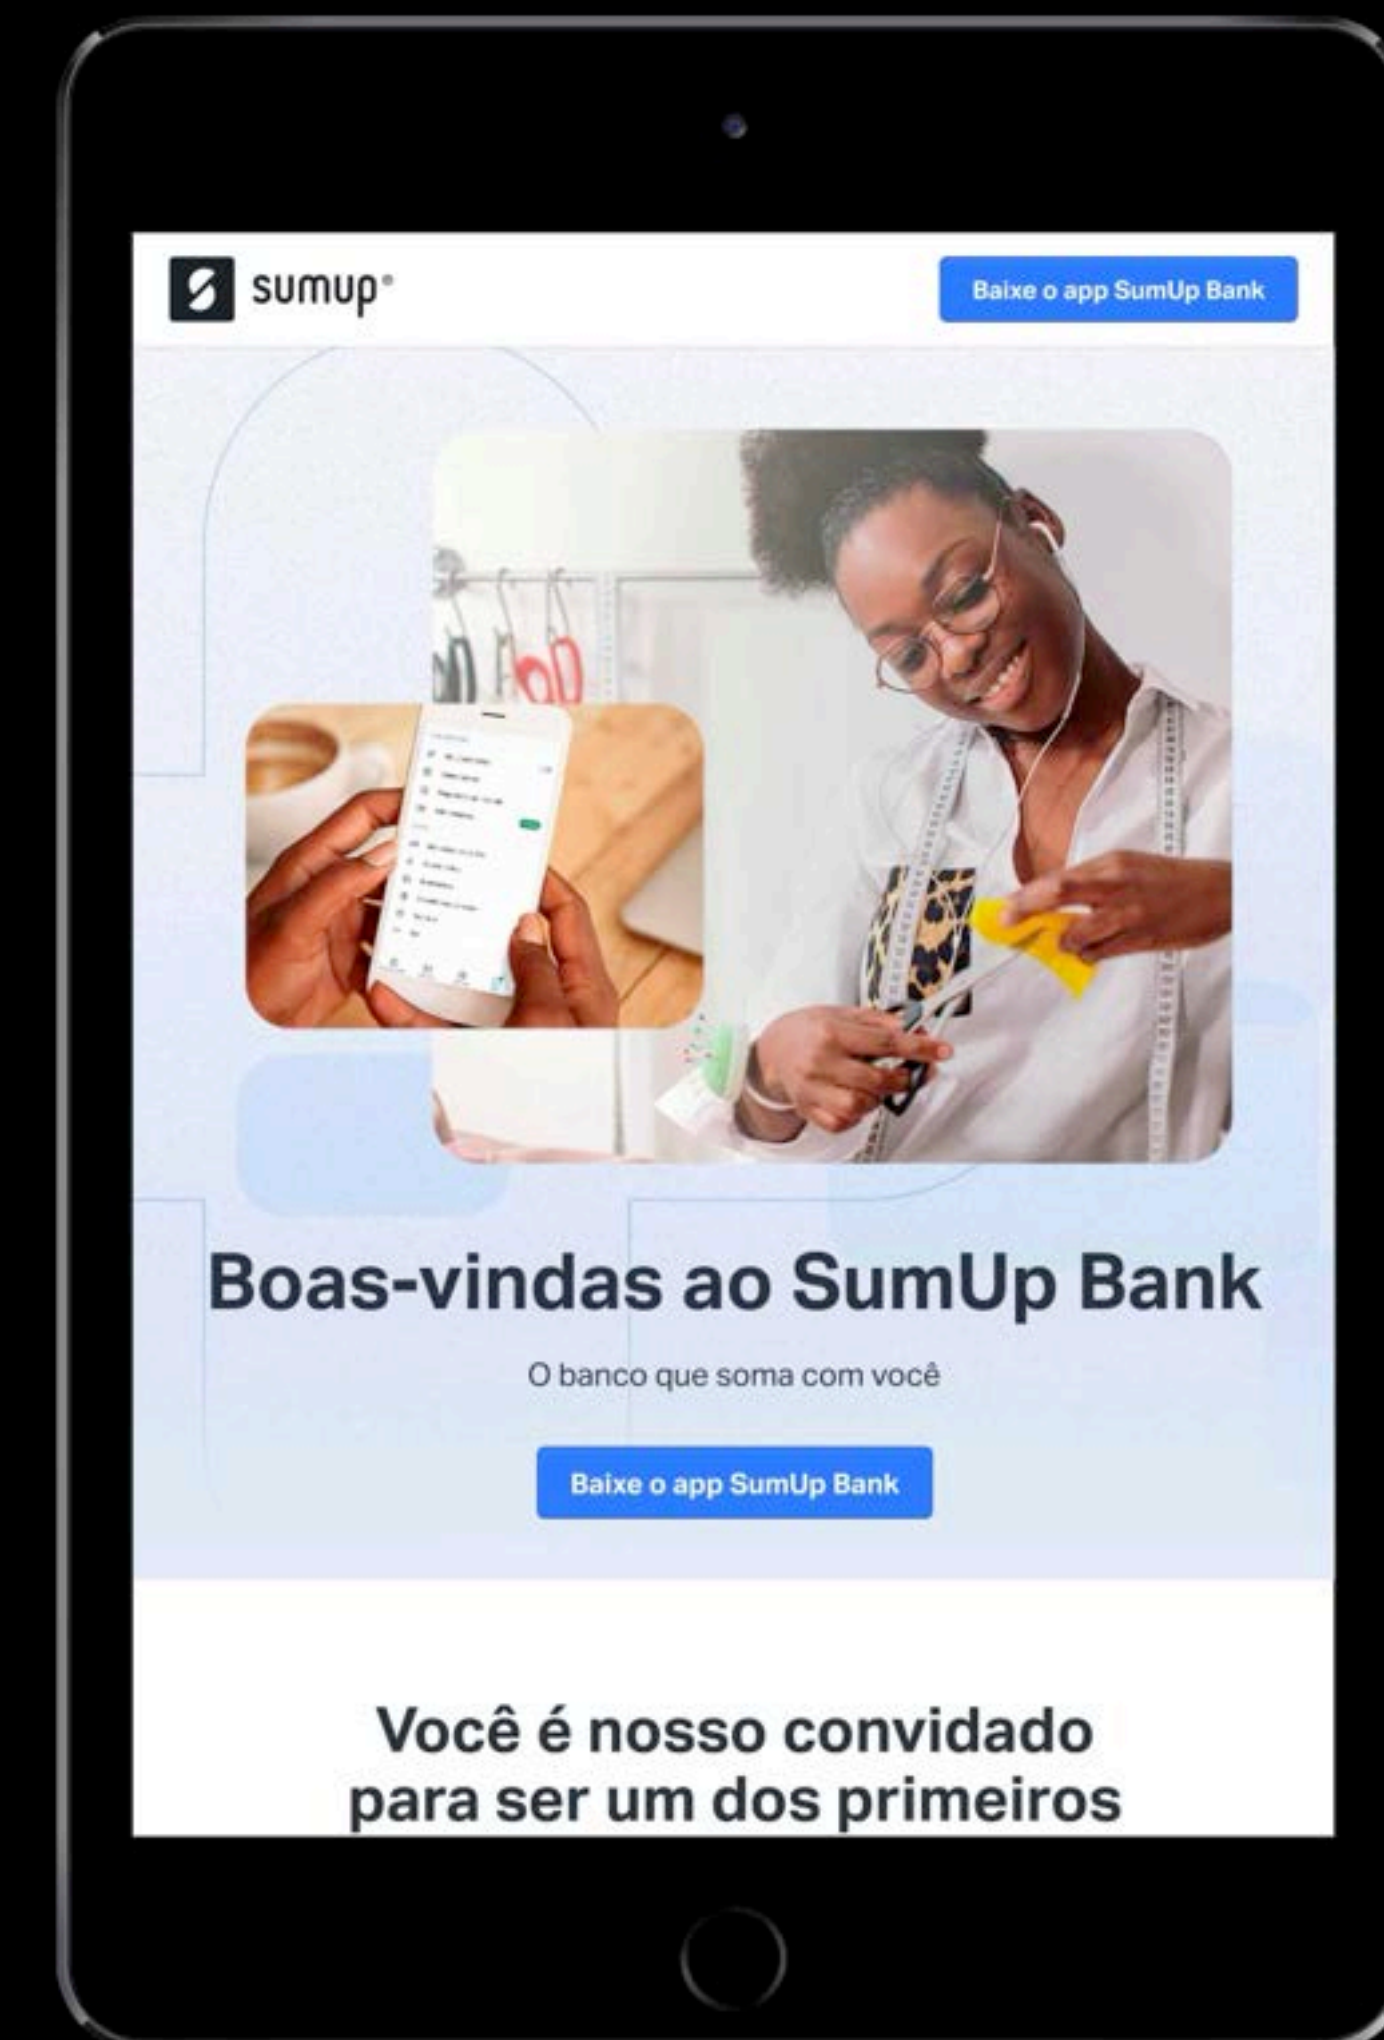 sumup®
Baixe o app SumUp Bank
Boas-vindas ao SumUp Bank
O banco que soma com você
Baixe o app SumUp Bank
Você é nosso convidado
para ser um dos primeiros